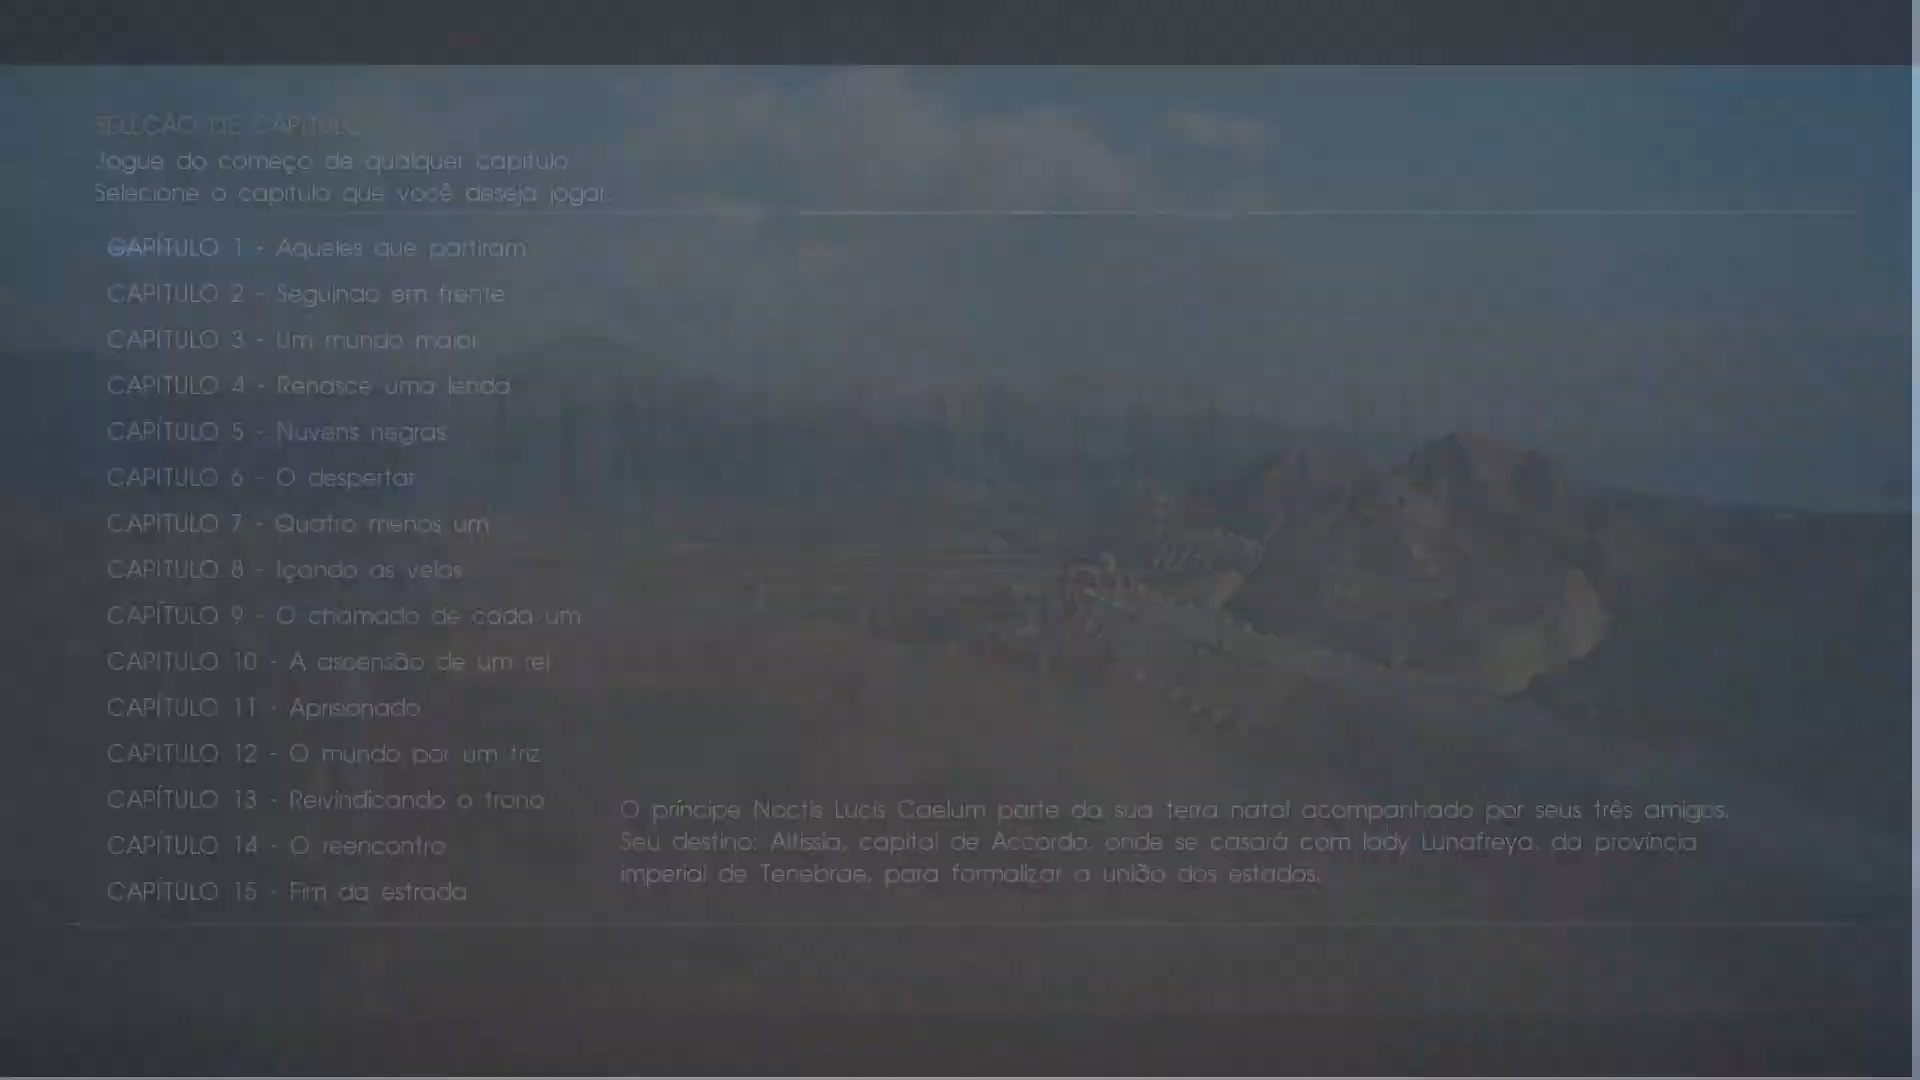 SELEÇÃO DE CAPÍTULO
Jogue do começo de qualquer capítulo.
Selecione o capítulo que você deseja jogar.
CAPÍTULO 1 - Aqueles que partiram
CAPÍTULO 2 - Seguindo em frente
CAPÍTULO 3 - Um mundo maior
CAPÍTULO 4 - Renasce uma lenda
CAPÍTULO 5 - Nuvens negras
CAPÍTULO 6 - O despertar
CAPÍTULO 7 - Quatro menos um
CAPÍTULO 8 - Içando as velas
CAPÍTULO 9 - O chamado de cada um
CAPÍTULO 10 - A ascensão de um rei
CAPÍTULO 11 - Aprisionado
CAPÍTULO 12 - O mundo por um triz
CAPÍTULO 13 - Reivindicando o trono
CAPÍTULO 14 - O reencontro
CAPÍTULO 15 - Fim da estrada
O príncipe Noctis Lucis Caelum parte da sua terra natal acompanhado por seus três amigos.
Seu destino: Altissia, capital de Accordo, onde se casará com lady Lunafreya, da província
imperial de Tenebrae, para formalizar a união dos estados.